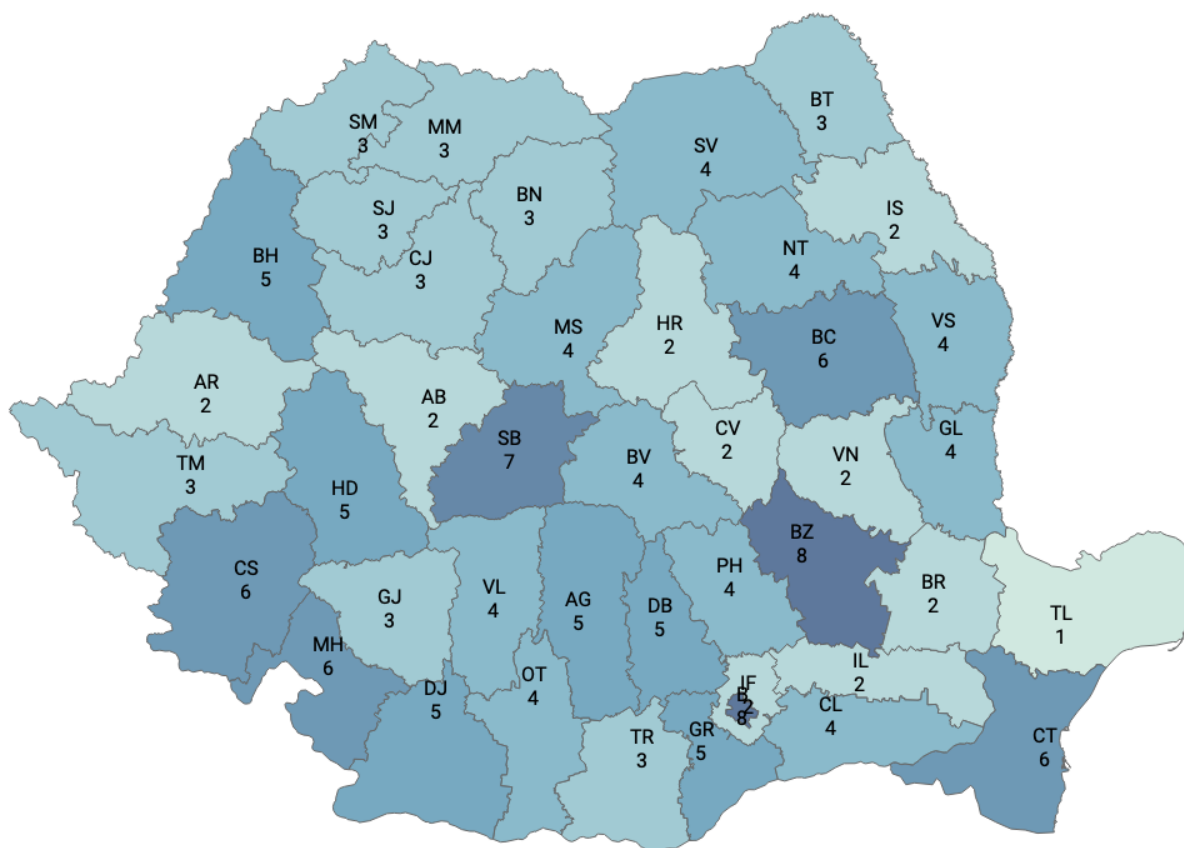 BT
3
SM
3
MM
3
SV
4
BN
3
IS
2
SJ
3
NT
4
BH
5
CJ
3
MS
4
HR
2
BC
6
VS
4
AR
2
AB
2
SB
7
CV
2
GL
4
VN
2
TM
3
BV
4
HD
5
BZ
8
CS
6
VL
4
PH
4
BR
2
GJ
3
AG
5
DB
5
TL
1
MH
6
OT
4
IL
2
DJ
5
IF
2
B
8
CL
4
TR
3
GR
5
CT
6